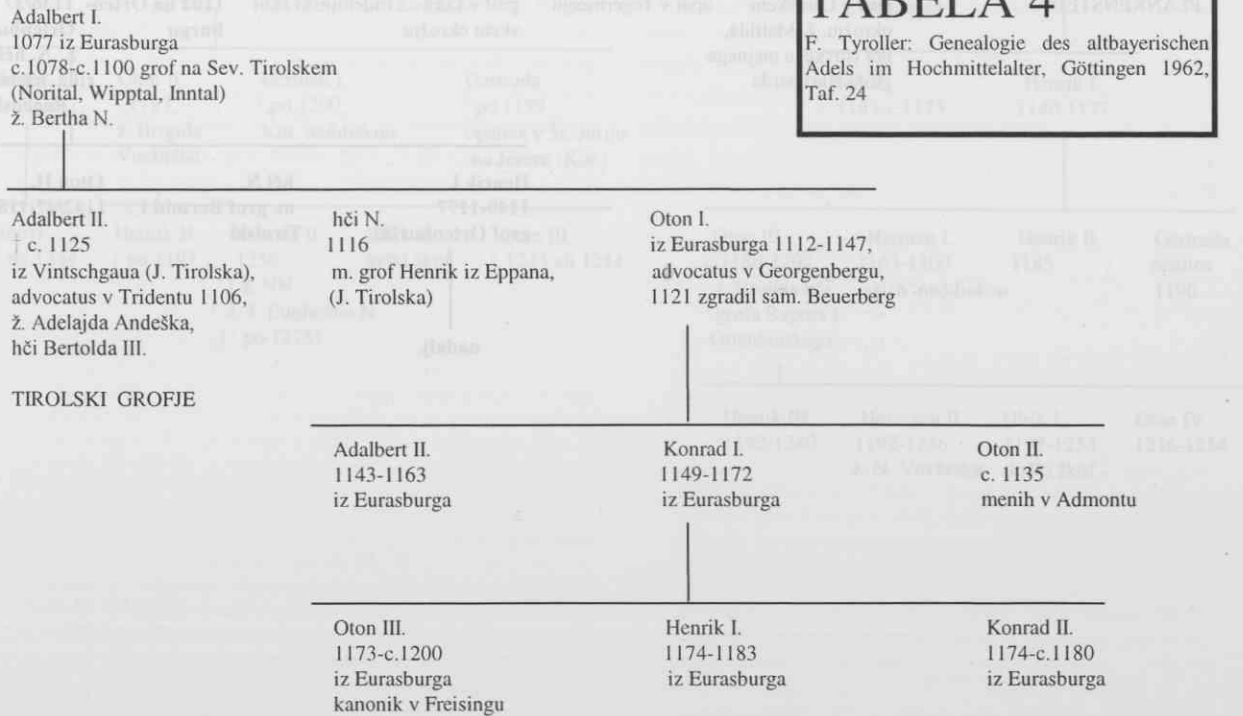 Adalbert I.
1077 iz Eurasburga
c.1078-c.1100 grof na Sev. Tirolskem
(Norital, Wipptal, Inntal)
ž. Bertha N.
TABELA 4
F. Tyroller: Genealogie des altbayerischen
Adels im Hochmittelalter, Göttingen 1962,
Taf. 24
Adalbert II.
† c. 1125
iz Vintschgaua (J. Tirolska),
advocatus v Tridentu 1106,
ž. Adelajda Andeška,
hči Bertolda III.
TIROLSKI GROFJE
hči N.
1116
m. grof Henrik iz Eppana,
(J. Tirolska)
Oton I.
iz Eurasburga 1112-1147,
advocatus v Georgenbergu,
1121 zgradil sam. Beuerberg
Adalbert II.
1143-1163
iz Eurasburga
Konrad I.
1149-1172
iz Eurasburga
Oton II.
c. 1135
menih v Admontu
Oton III.
1173-c.1200
iz Eurasburga
kanonik v Freisingu
Henrik I.
1174-1183
iz Eurasburga
Konrad II.
1174-c.1180
iz Eurasburga